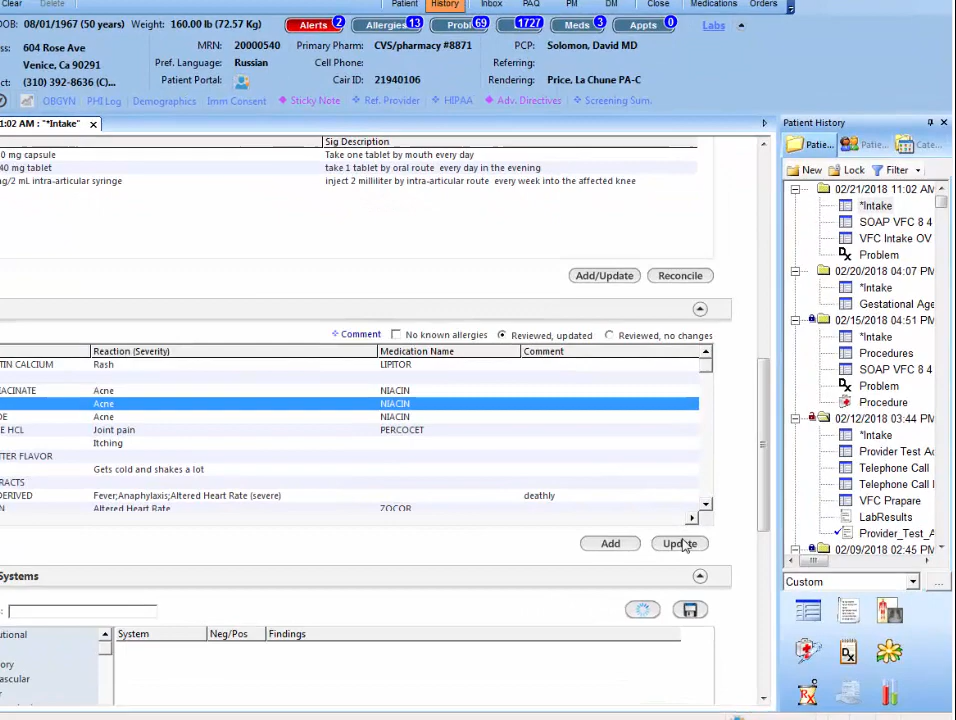 Clear Delete Patient History Inbox PAQ PM DM Close Medications Orders
DOB: 08/01/1967 (50 years) Weight: 160.00 lb (72.57 Kg) Alerts 2 Allergies 13 Probl 69 1727 Meds 3 Appts 0 Labs
ss: 604 Rose Ave MRN: 20000540 Primary Pharm: CVS/pharmacy #8871 PCP: Solomon, David MD
Venice, Ca 90291 Pref. Language: Russian Cell Phone: Referring:
ct: (310) 392-8636 (C)... Patient Portal: Cair ID: 21940106 Rendering: Price, La Chune PA-C
OBGYN PHI Log Demographics Imm Consent Sticky Note Ref. Provider HIPAA Adv. Directives Screening Sum.
1:02 AM : "*Intake"
Sig Description
0 mg capsule Take one tablet by mouth every day
40 mg tablet take 1 tablet by oral route every day in the evening
g/2 mL intra-articular syringe inject 2 milliliter by intra-articular route every week into the affected knee
Add/Update Reconcile
Comment No known allergies Reviewed, updated Reviewed, no changes
Reaction (Severity) Medication Name Comment
TIN CALCIUM Rash LIPITOR
IACINATE Acne NIACIN
Acne NIACIN
DE Acne NIACIN
E HCL Joint pain PERCOCET
Itching
TTER FLAVOR
Gets cold and shakes a lot
RACTS
DERIVED Fever;Anaphylaxis;Altered Heart Rate (severe) deathly
N Altered Heart Rate ZOCOR
Add Update
Systems
:
utional System Neg/Pos Findings
ory
ascular
Patient History
Patie... Patie... Cate...
New Lock Filter
02/21/2018 11:02 AM
*Intake
SOAP VFC 8 4
VFC Intake OV
Problem
02/20/2018 04:07 PM
*Intake
Gestational Age
02/15/2018 04:51 PM
*Intake
Procedures
SOAP VFC 8 4
Problem
Procedure
02/12/2018 03:44 PM
*Intake
Provider Test Ac
Telephone Call
Telephone Call
VFC Prapare
LabResults
Provider_Test_A
02/09/2018 02:45 PM
Custom ...